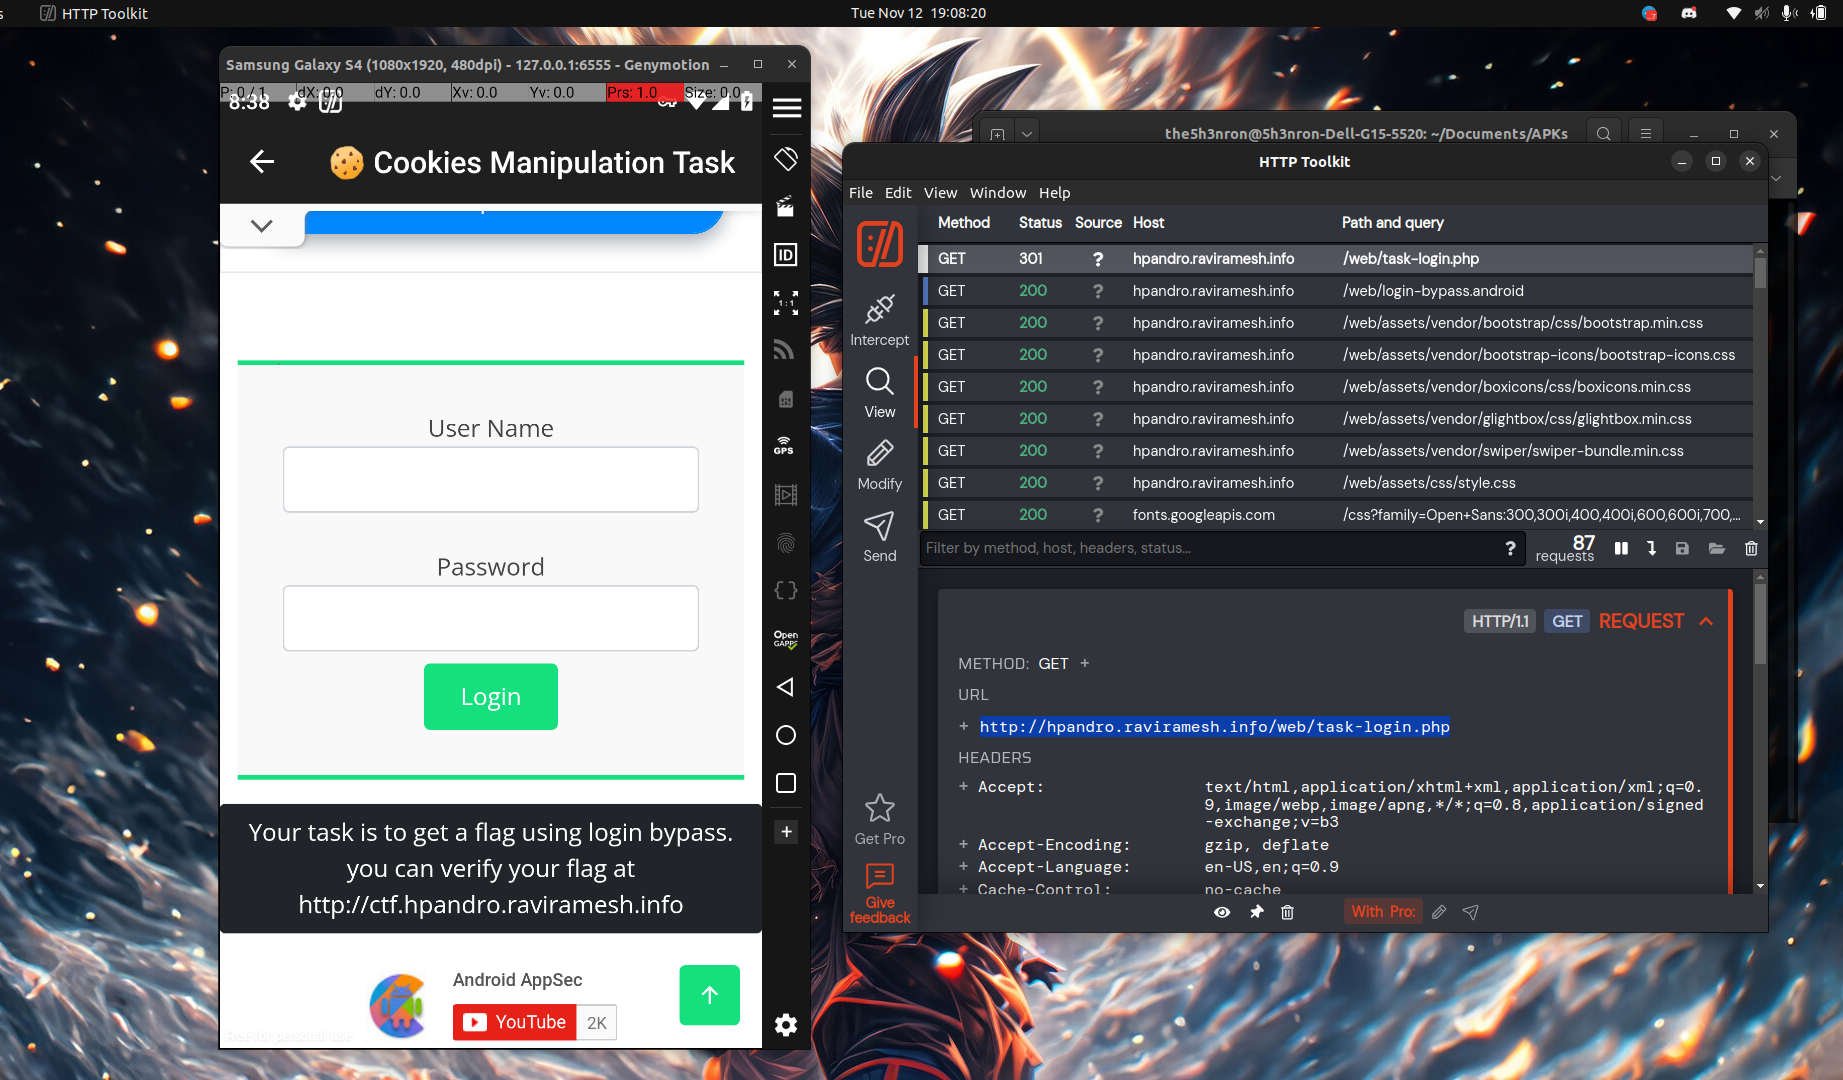 s
HTTP Toolkit
Tue Nov 12 19:08:20
Samsung Galaxy S4 (1080x1920, 480dpi) - 127.0.0.1:6555 - Genymotion
P: 0 / 1 dX: 0.0 dY: 0.0 Xv: 0.0 Yv: 0.0 Prs: 1.0 Size: 0.0
8:38
🍪 Cookies Manipulation Task
User Name
Password
Login
Your task is to get a flag using login bypass.
you can verify your flag at
http://ctf.hpandro.raviramesh.info
Android AppSec
YouTube 2K
Free for personal use
ID
1:1
GPS
Open
GAPPS
the5h3nron@5h3nron-Dell-G15-5520: ~/Documents/APKs
HTTP Toolkit
File Edit View Window Help
Intercept
View
Modify
Send
Get Pro
Give
feedback
Method Status Source Host Path and query
GET 301 ? hpandro.raviramesh.info /web/task-login.php
GET 200 ? hpandro.raviramesh.info /web/login-bypass.android
GET 200 ? hpandro.raviramesh.info /web/assets/vendor/bootstrap/css/bootstrap.min.css
GET 200 ? hpandro.raviramesh.info /web/assets/vendor/bootstrap-icons/bootstrap-icons.css
GET 200 ? hpandro.raviramesh.info /web/assets/vendor/boxicons/css/boxicons.min.css
GET 200 ? hpandro.raviramesh.info /web/assets/vendor/glightbox/css/glightbox.min.css
GET 200 ? hpandro.raviramesh.info /web/assets/vendor/swiper/swiper-bundle.min.css
GET 200 ? hpandro.raviramesh.info /web/assets/css/style.css
GET 200 ? fonts.googleapis.com /css?family=Open+Sans:300,300i,400,400i,600,600i,700,...
Filter by method, host, headers, status... ? 87
requests
HTTP/1.1 GET REQUEST
METHOD: GET +
URL
+ http://hpandro.raviramesh.info/web/task-login.php
HEADERS
+ Accept: text/html,application/xhtml+xml,application/xml;q=0.
9,image/webp,image/apng,*/*;q=0.8,application/signed
-exchange;v=b3
+ Accept-Encoding: gzip, deflate
+ Accept-Language: en-US,en;q=0.9
+ Cache-Control: no-cache
With Pro: